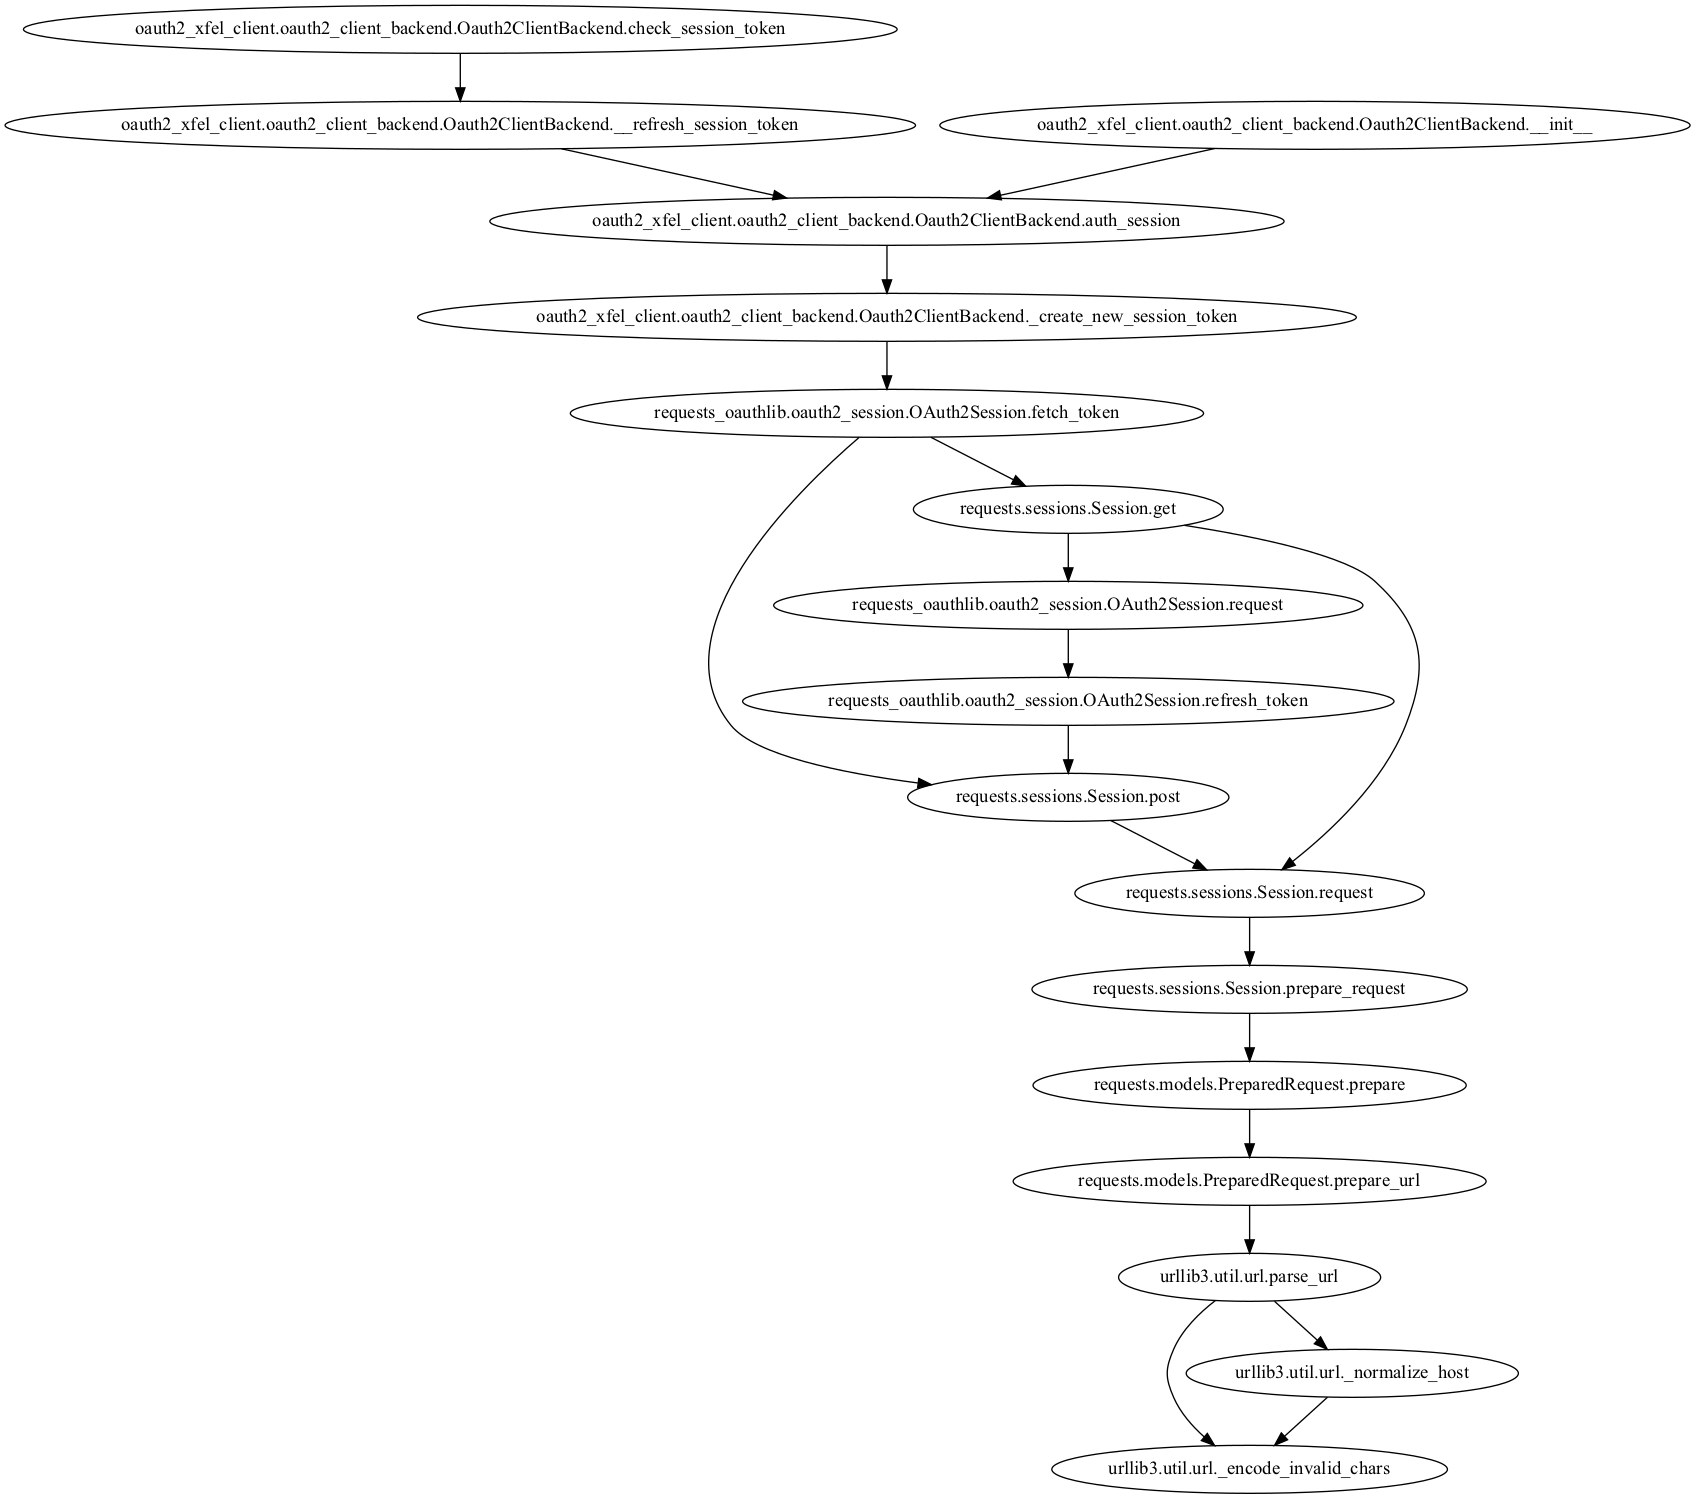 oauth2_xfel_client.oauth2_client_backend.Oauth2ClientBackend.check_session_token
oauth2_xfel_client.oauth2_client_backend.Oauth2ClientBackend.__refresh_session_token
oauth2_xfel_client.oauth2_client_backend.Oauth2ClientBackend.__init__
oauth2_xfel_client.oauth2_client_backend.Oauth2ClientBackend.auth_session
oauth2_xfel_client.oauth2_client_backend.Oauth2ClientBackend._create_new_session_token
requests_oauthlib.oauth2_session.OAuth2Session.fetch_token
requests.sessions.Session.get
requests_oauthlib.oauth2_session.OAuth2Session.request
requests_oauthlib.oauth2_session.OAuth2Session.refresh_token
requests.sessions.Session.post
requests.sessions.Session.request
requests.sessions.Session.prepare_request
requests.models.PreparedRequest.prepare
requests.models.PreparedRequest.prepare_url
urllib3.util.url.parse_url
urllib3.util.url._normalize_host
urllib3.util.url._encode_invalid_chars